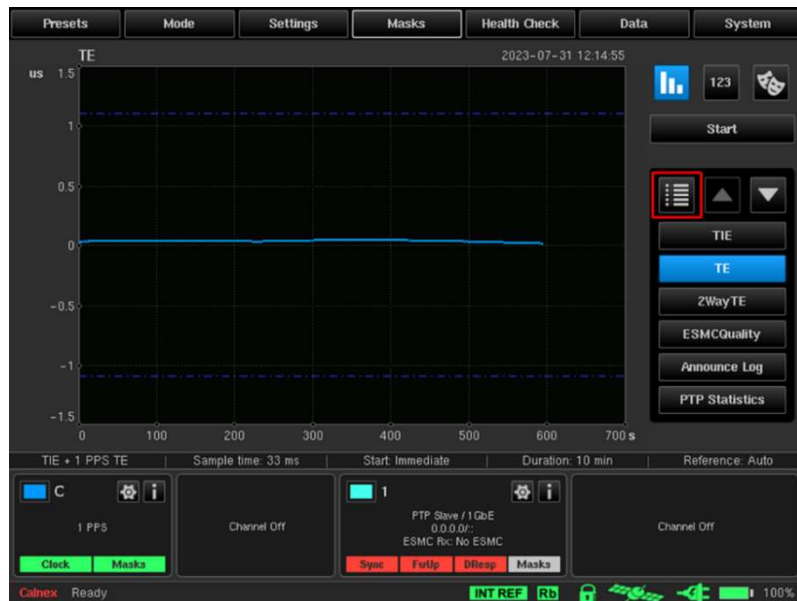 Presets Mode Settings Masks Health Check Data System
TE 2023-07-31 12:14:55
us 1.5
123
1
Start
0.5
TIE
0
TE
2WayTE
-0.5
ESMCQuality
-1
Announce Log
PTP Statistics
-1.5
0 100 200 300 400 500 600 700 s
TIE + 1 PPS TE | Sample time: 33 ms | Start: Immediate | Duration: 10 min | Reference: Auto
C i 1 i
1 PPS Channel Off PTP Slave / 1 GbE Channel Off
0.0.0.0/::
ESMC Rx: No ESMC
Clock Masks Sync FwUp DResp Masks
Calnex Ready INT REF Rb 100%